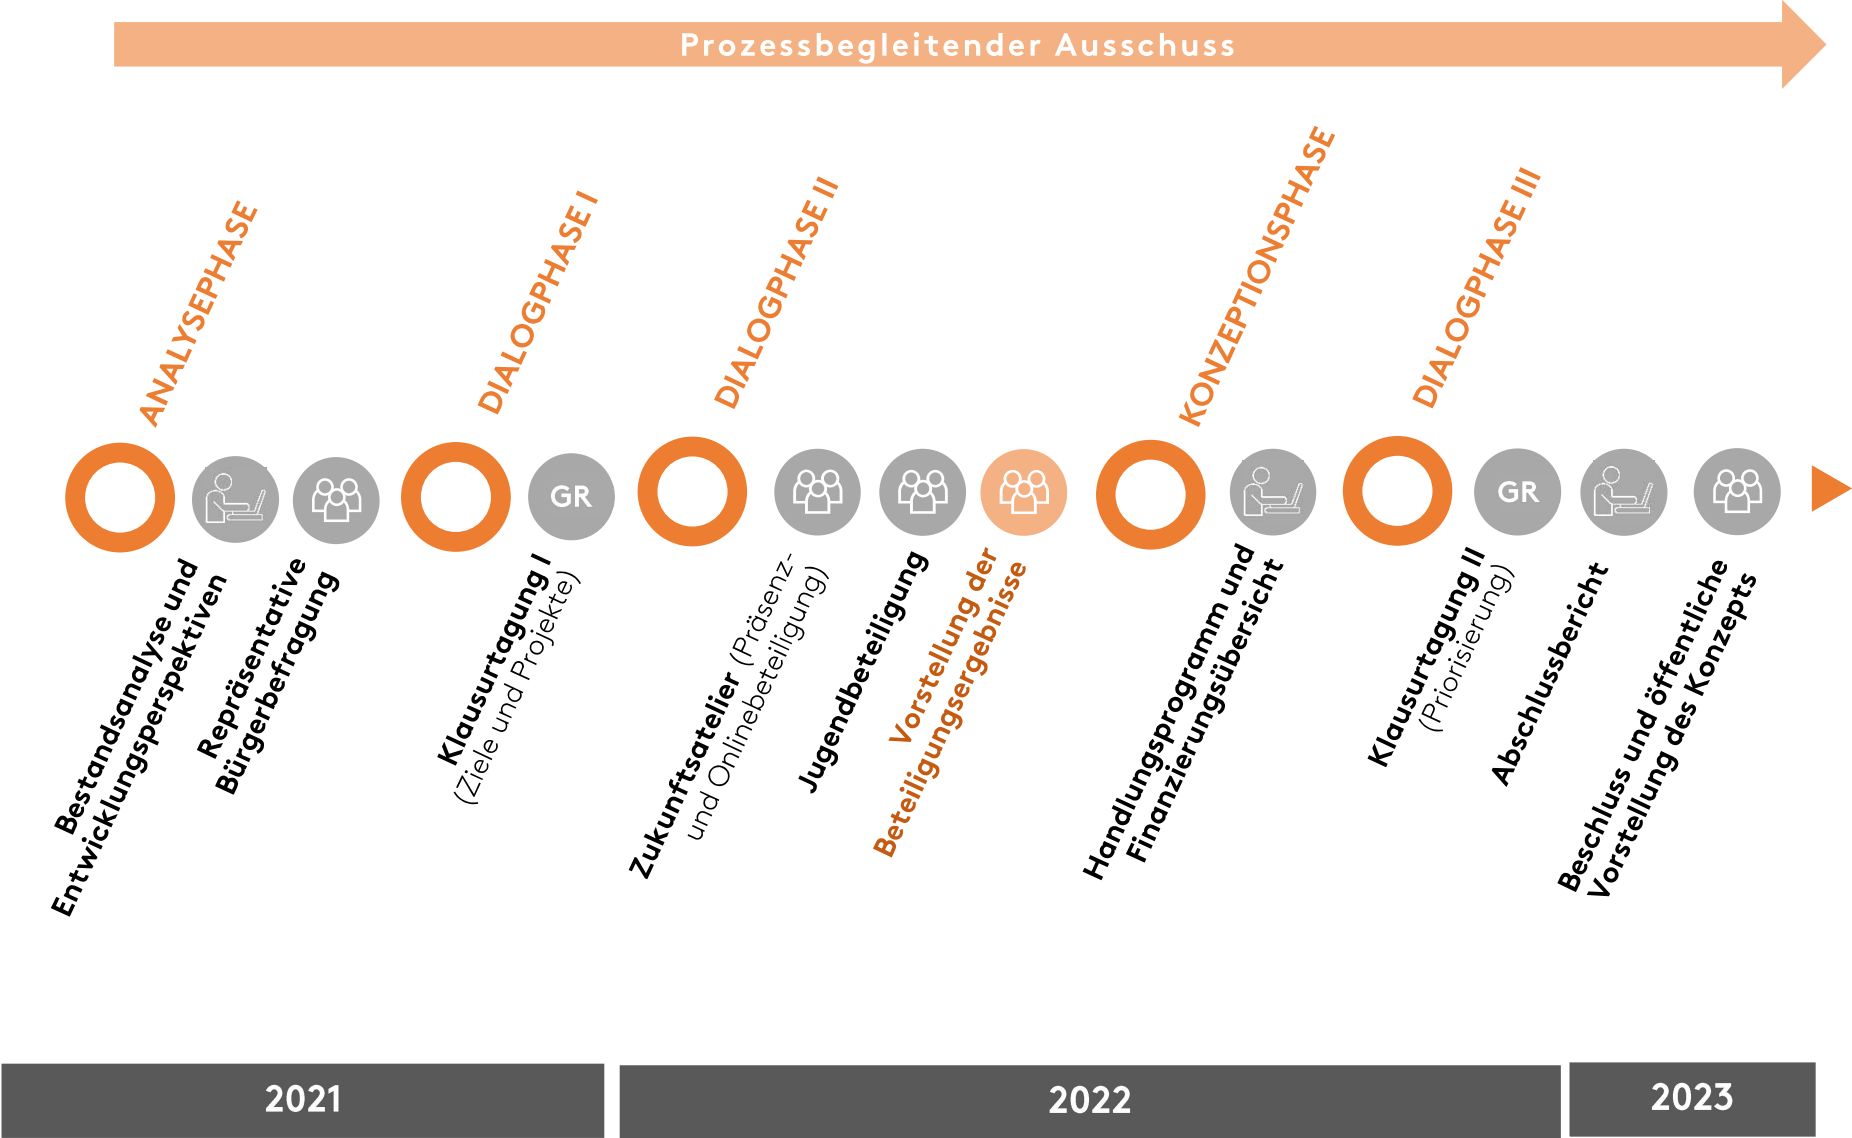 Prozessbegleitender Ausschuss
ANALYSEPHASE
DIALOGPHASE I
DIALOGPHASE II
KONZEPTIONSPHASE
DIALOGPHASE III
GR
GR
Bestandsanalyse und
Entwicklungsperspektiven
Repräsentative
Bürgerbefragung
Klausurtagung I
(Ziele und Projekte)
Zukunftsatelier (Präsenz-
und Onlinebeteiligung)
Jugendbeteiligung
Vorstellung der
Beteiligungsergebnisse
Handlungsprogramm und
Finanzierungsübersicht
Klausurtagung II
(Priorisierung)
Abschlussbericht
Beschluss und öffentliche
Vorstellung des Konzepts
2021
2022
2023